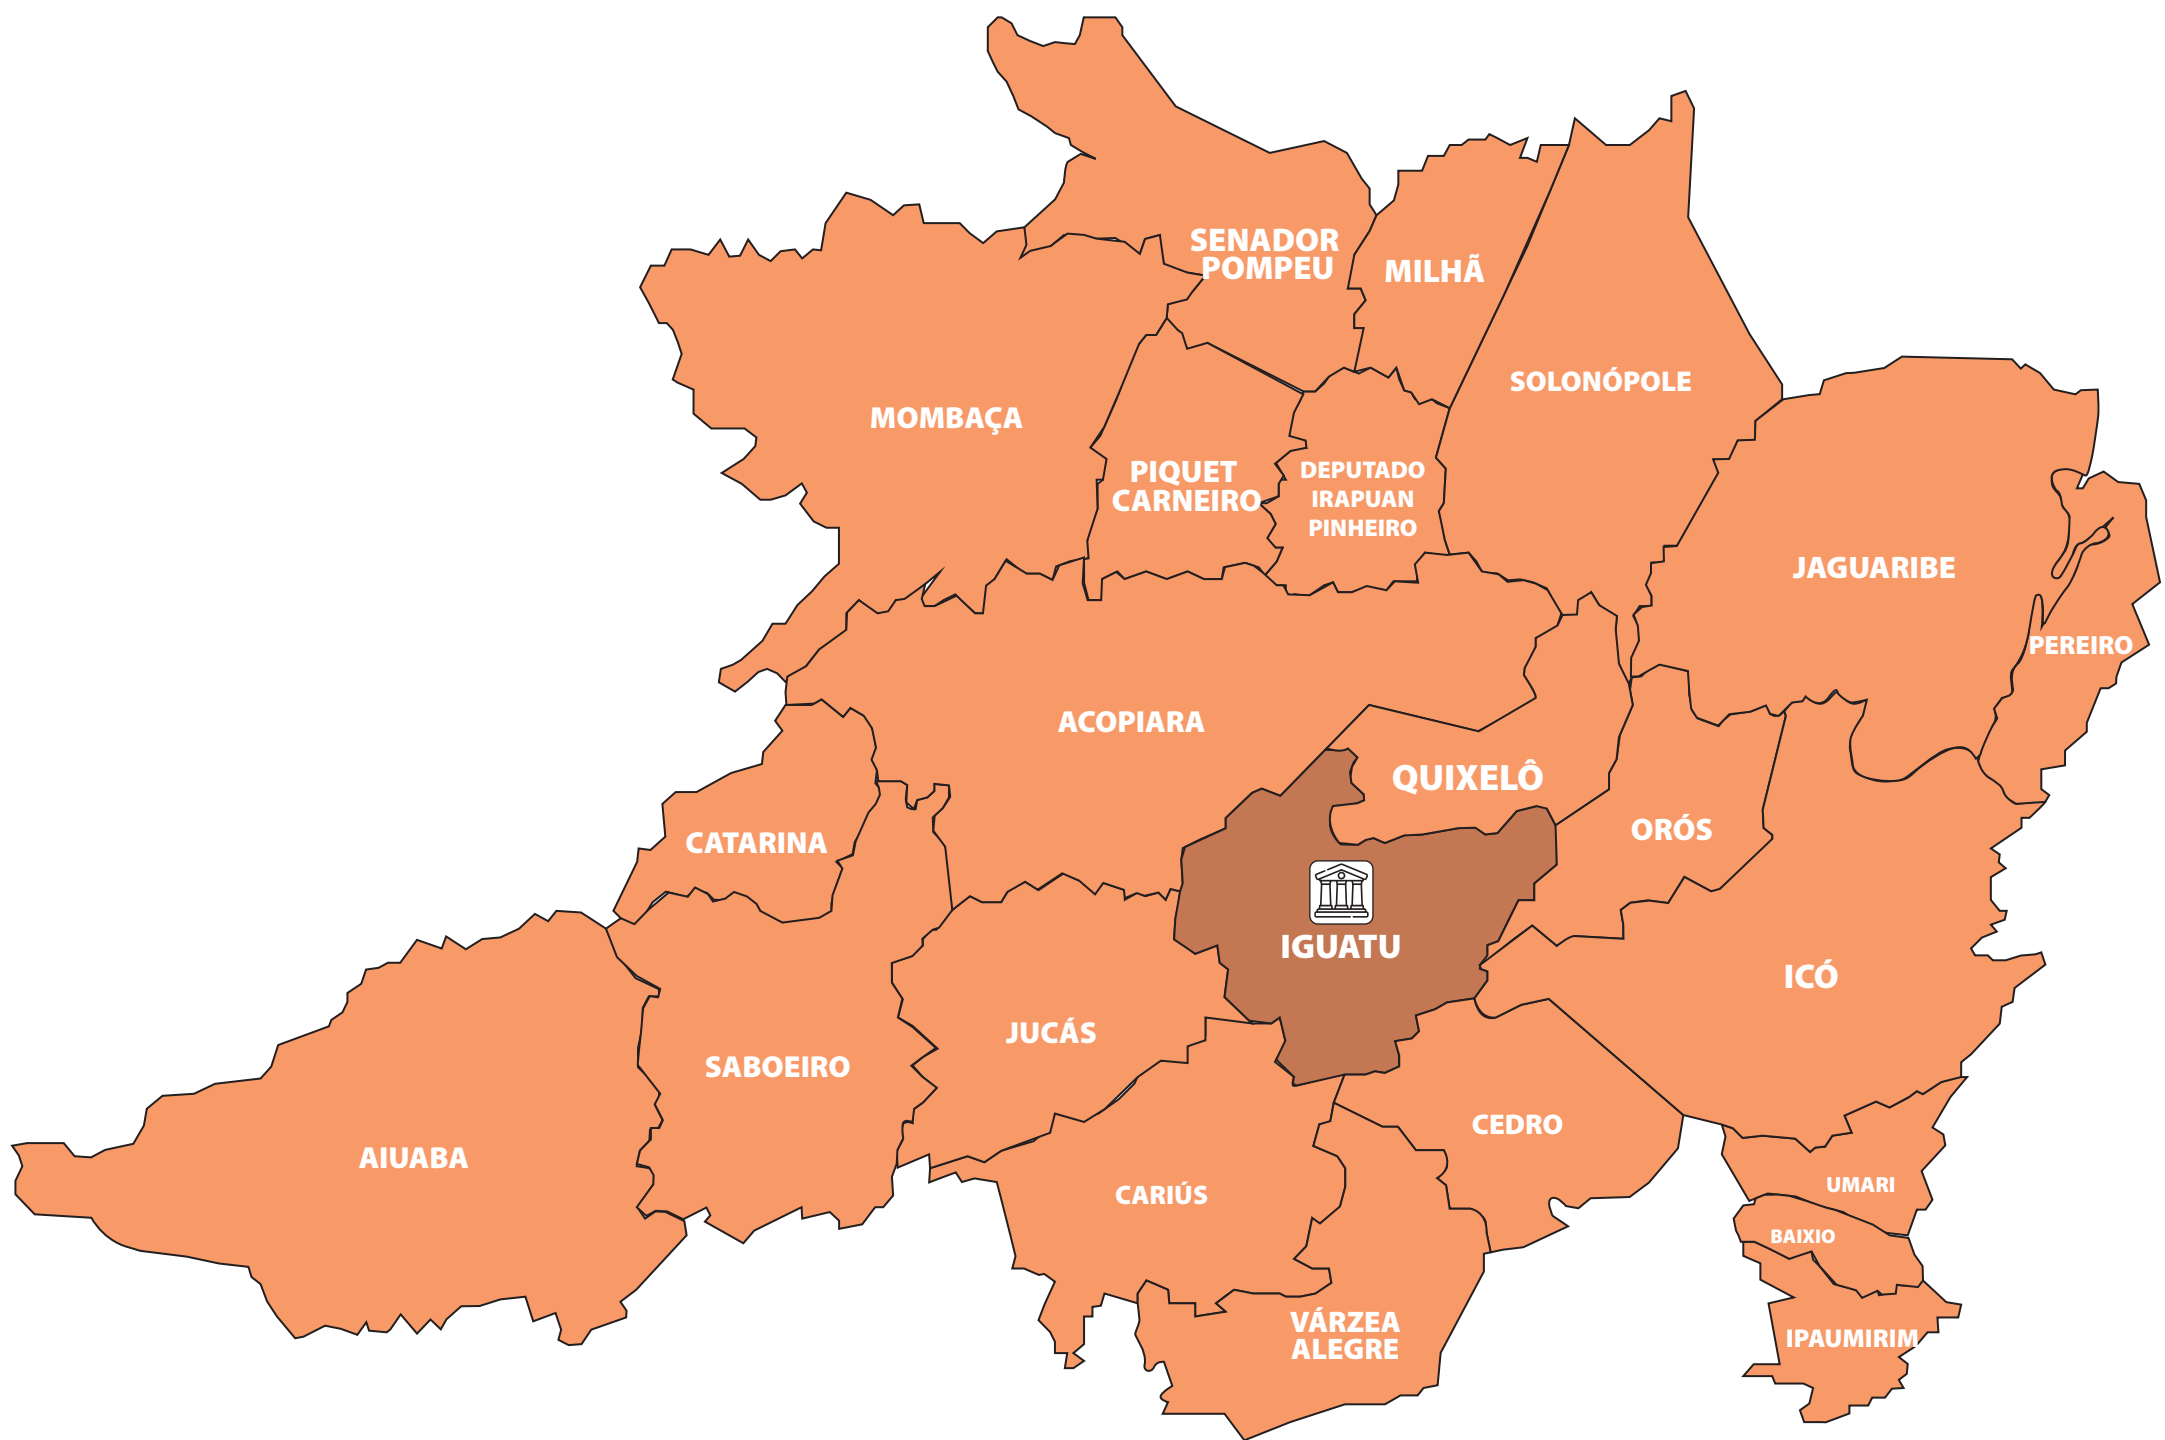 SENADOR
POMPEU
MILHÃ
SOLONÓPOLE
MOMBAÇA
PIQUET
CARNEIRO
DEPUTADO
IRAPUAN
PINHEIRO
JAGUARIBE
PEREIRO
ACOPIARA
QUIXELÔ
ORÓS
CATARINA
IGUATU
ICÓ
JUCÁS
SABOEIRO
CEDRO
AIUABA
CARIÚS
UMARI
BAIXIO
VÁRZEA
ALEGRE
IPAUMIRIM